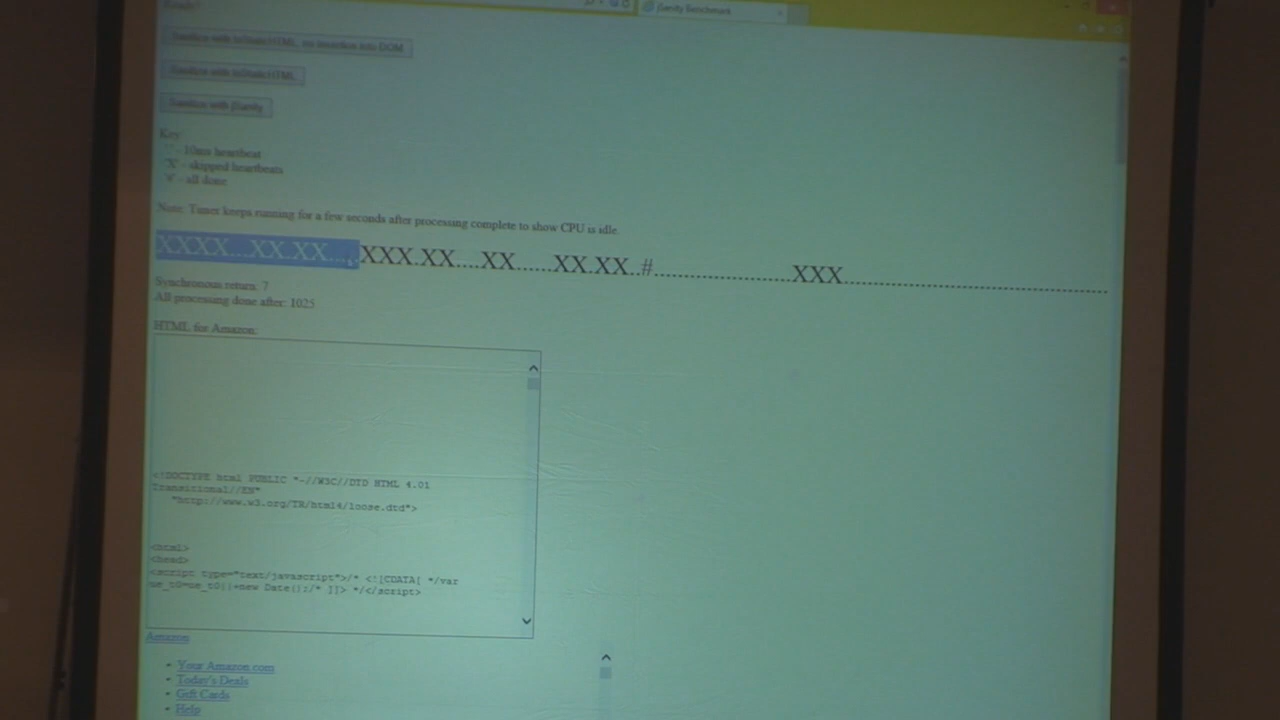 jSanity Benchmark
Ready?
Sanitize with toStaticHTML, no insertion into DOM
Sanitize with toStaticHTML
Sanitize with jSanity
Key:
'.' - 10ms heartbeat
'X' - skipped heartbeats
'#' - all done
Note: Timer keeps running for a few seconds after processing complete to show CPU is idle.
XXXX...XX.XX.....XXX.XX....XX......XX.XX..#......................XXX..........................................
Synchronous return: 7
All processing done after: 1025
HTML for Amazon:
<!DOCTYPE html PUBLIC "-//W3C//DTD HTML 4.01
Transitional//EN"
"http://www.w3.org/TR/html4/loose.dtd">
<html>
<head>
<script type="text/javascript">/* <![CDATA[ */var
ue_t0=ue_t0||+new Date();/* ]]> */</script>
Amazon
• Your Amazon.com
• Today's Deals
• Gift Cards
• Help